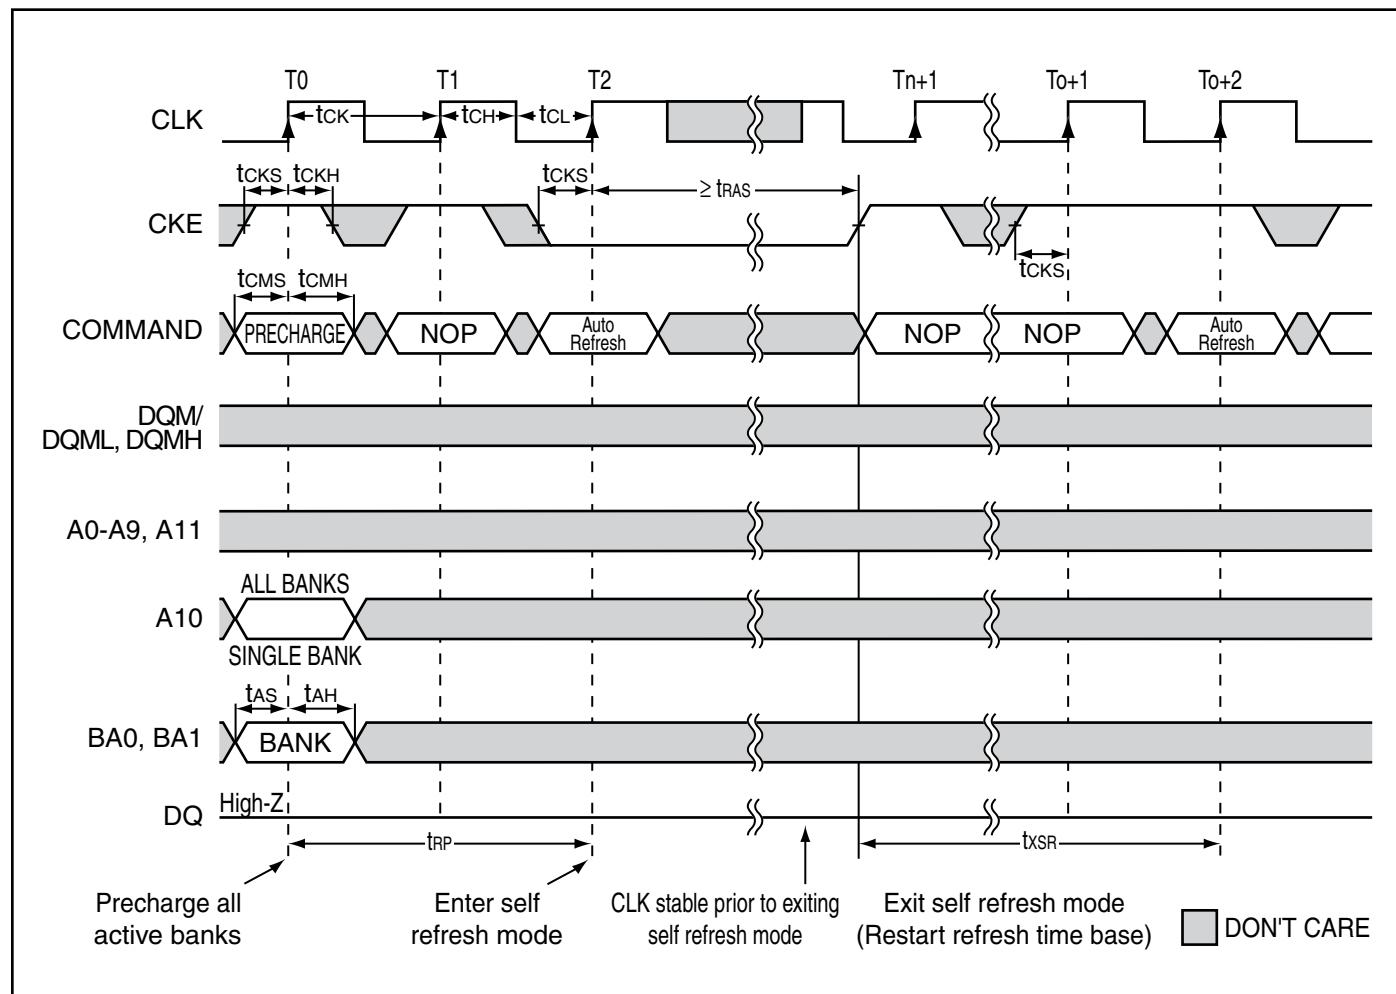 T0 T1 T2 Tn+1 To+1 To+2
CLK tCK tCH tCL
tCKS tCKH tCKS ≥ tRAS
CKE
tCKS
tCMS tCMH
COMMAND PRECHARGE NOP Auto Refresh NOP NOP Auto Refresh
DQM/
DQML, DQMH
A0-A9, A11
ALL BANKS
A10
SINGLE BANK
tAS tAH
BA0, BA1 BANK
High-Z
DQ
tRP tXSR
Precharge all
active banks
Enter self
refresh mode
CLK stable prior to exiting
self refresh mode
Exit self refresh mode
(Restart refresh time base)
DON'T CARE